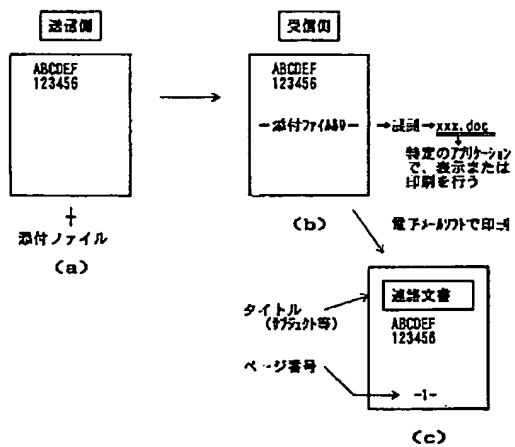 送信側
ABCDEF
123456
添付ファイル
(a)
受信側
ABCDEF
123456
-添付ファイルあり-
→識別→xxx.doc
特定のアプリケーション
で、表示または
印刷を行う
(b)
電子メールソフトで印刷
連絡文書
ABCDEF
123456
-1-
タイトル
(サブジェクト等)
ページ番号
(c)